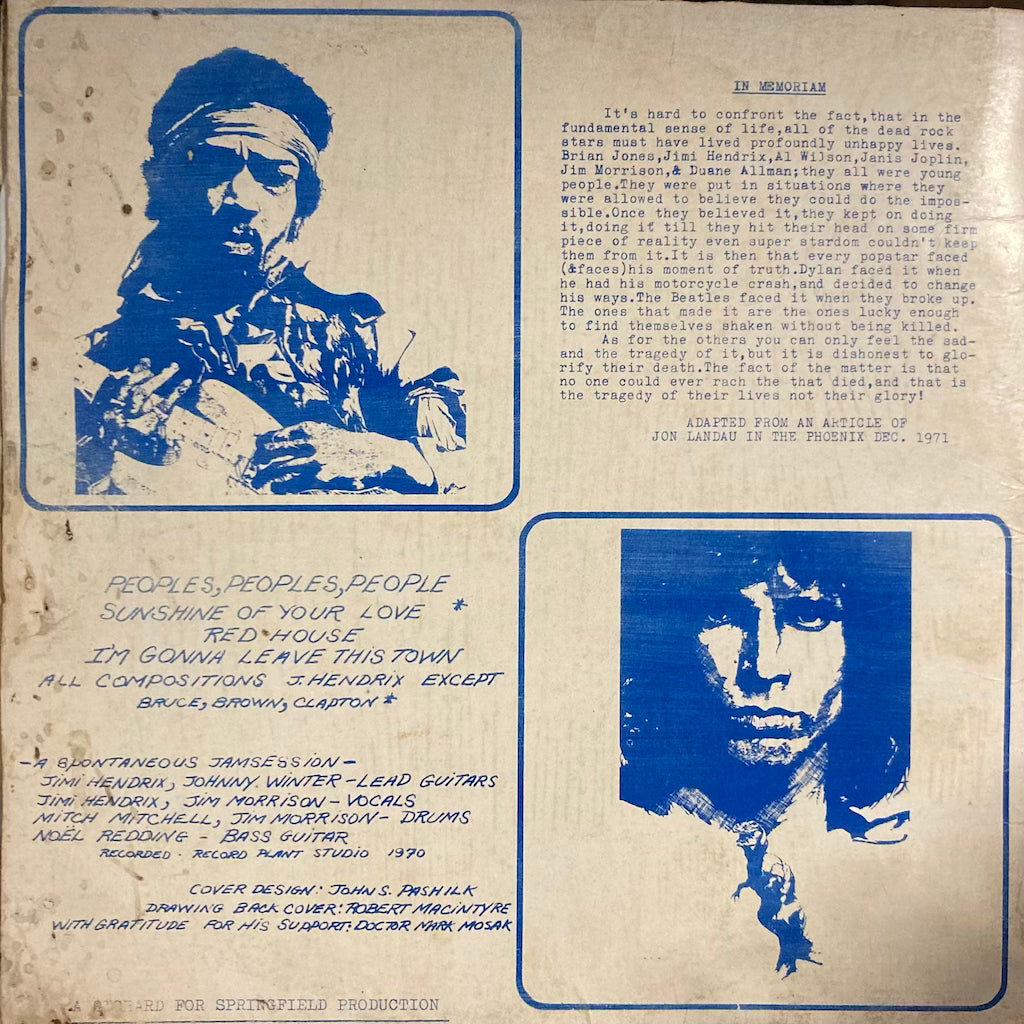 IN MEMORIAM
It's hard to confront the fact,that in the
fundamental sense of life,all of the dead rock
stars must have lived profoundly unhappy lives.
Brian Jones,Jimi Hendrix,Al Wilson,Janis Joplin,
Jim Morrison,& Duane Allman;they all were young
people.They were put in situations where they
were allowed to believe they could do the impos-
sible.Once they believed it,they kept on doing
it,doing it till they hit their head on some firm
piece of reality even super stardom couldn't keep
them from it.It is then that every popstar faced
(&faces)his moment of truth.Dylan faced it when
he had his motorcycle crash,and decided to change
his ways.The Beatles faced it when they broke up.
The ones that made it are the ones lucky enough
to find themselves shaken without being killed.
As for the others you can only feel the sad-
and the tragedy of it,but it is dishonest to glo-
rify their death.The fact of the matter is that
no one could ever rach the that died,and that is
the tragedy of their lives not their glory!
ADAPTED FROM AN ARTICLE OF
JON LANDAU IN THE PHOENIX DEC. 1971
PEOPLES,PEOPLES,PEOPLE
SUNSHINE OF YOUR LOVE *
RED HOUSE
I'M GONNA LEAVE THIS TOWN
ALL COMPOSITIONS J.HENDRIX EXCEPT
BRUCE, BROWN, CLAPTON *
-A SPONTANEOUS JAMSESSION-
JIMI HENDRIX, JOHNNY WINTER-LEAD GUITARS
JIMI HENDRIX, JIM MORRISON-VOCALS
MITCH MITCHELL, JIM MORRISON- DRUMS
NOËL REDDING - BASS GUITAR
RECORDED · RECORD PLANT STUDIO 1970
COVER DESIGN: JOHN S. PASHILK
DRAWING BACK COVER: ROBERT MACINTYRE
WITH GRATITUDE FOR HIS SUPPORT: DOCTOR MARK MOSAK
A FOR SPRINGFIELD PRODUCTION